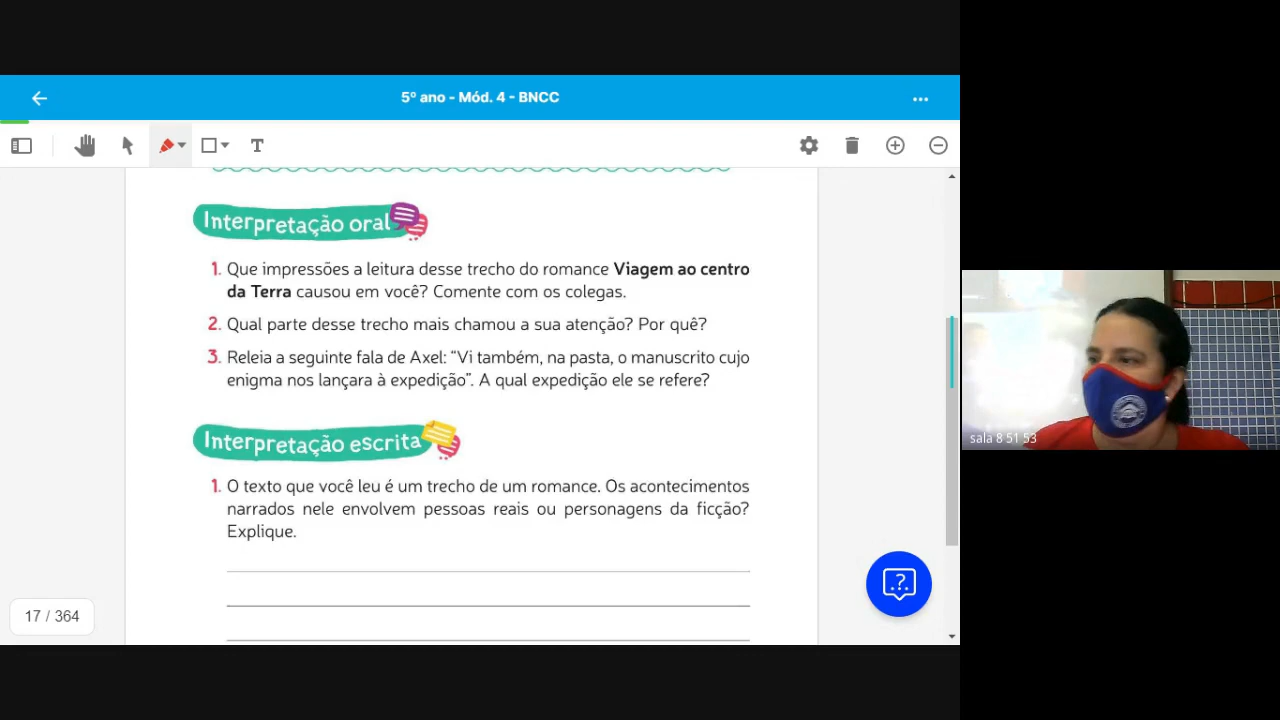 5º ano - Mód. 4 - BNCC
T
Interpretação oral
1. Que impressões a leitura desse trecho do romance Viagem ao centro
da Terra causou em você? Comente com os colegas.
2. Qual parte desse trecho mais chamou a sua atenção? Por quê?
3. Releia a seguinte fala de Axel: “Vi também, na pasta, o manuscrito cujo
enigma nos lançara à expedição”. A qual expedição ele se refere?
Interpretação escrita
1. O texto que você leu é um trecho de um romance. Os acontecimentos
narrados nele envolvem pessoas reais ou personagens da ficção?
Explique.
17 / 364
sala 8 51 53